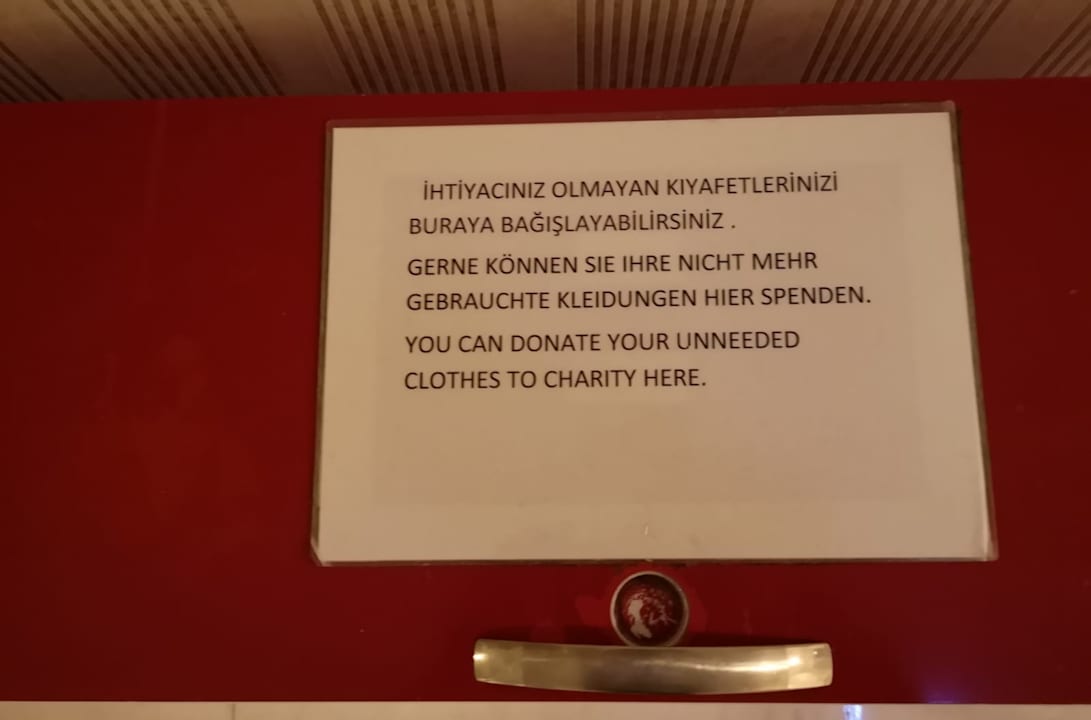 İHTİYACINIZ OLMAYAN KIYAFETLERİNİZİ
BURAYA BAĞIŞLAYABİLİRSİNİZ .
GERNE KÖNNEN SIE IHRE NICHT MEHR
GEBRAUCHTE KLEIDUNGEN HIER SPENDEN.
YOU CAN DONATE YOUR UNNEEDED
CLOTHES TO CHARITY HERE.